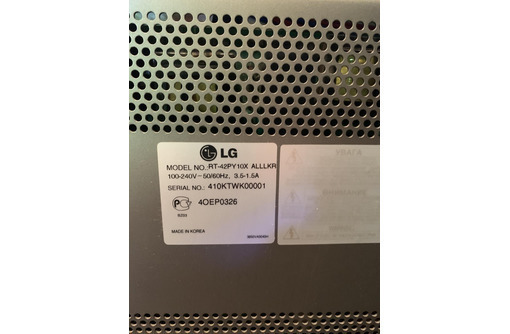 LG
MODEL NO.: RT-42PY10X ALLLKR
100-240V~50/60Hz, 3.5-1.5A
SERIAL NO.: 410KTWK00001
4OEP0326
MADE IN KOREA